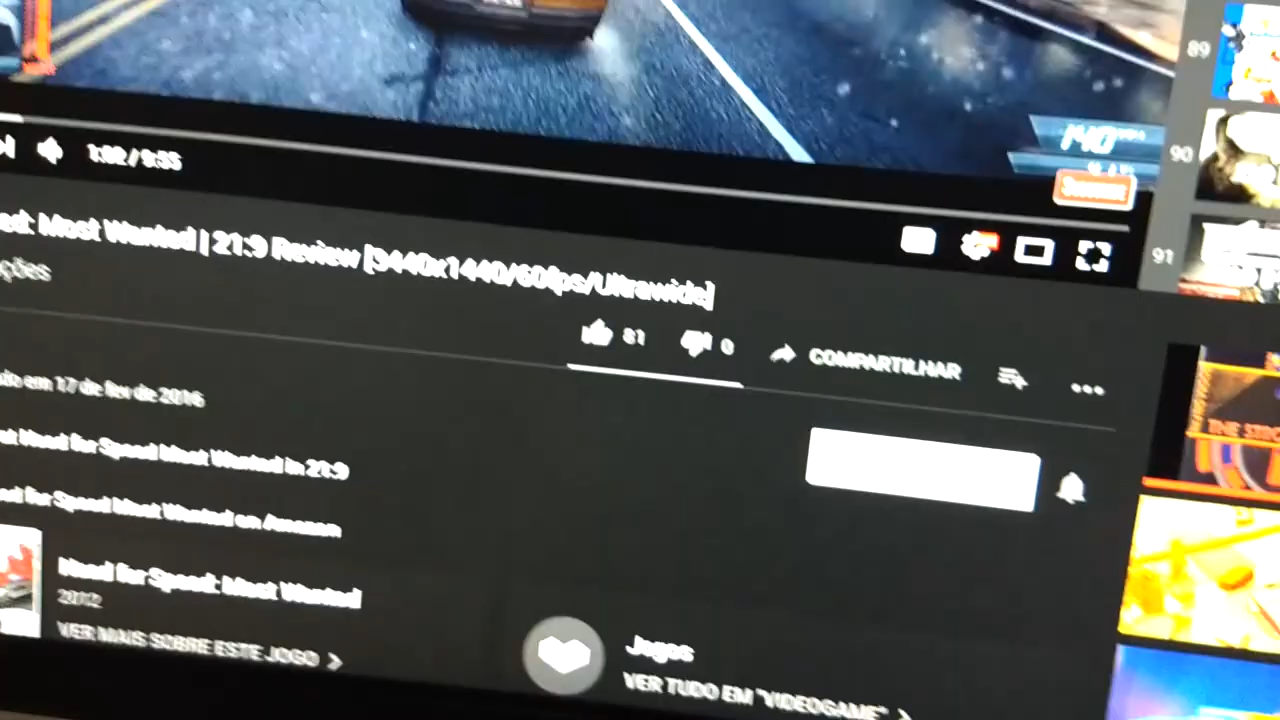 140
89
90
1:02 / 9:55
Most Wanted | 21:9 Review [3440x1440/60fps/Ultrawide]
91
81 0 COMPARTILHAR
em 17 de fev de 2016
Need for Speed Most Wanted in 21:9
for Speed Most Wanted on Amazon
Need for Speed: Most Wanted
2012
VER MAIS SOBRE ESTE JOGO
Jogos
VER TUDO EM "VIDEOGAME"